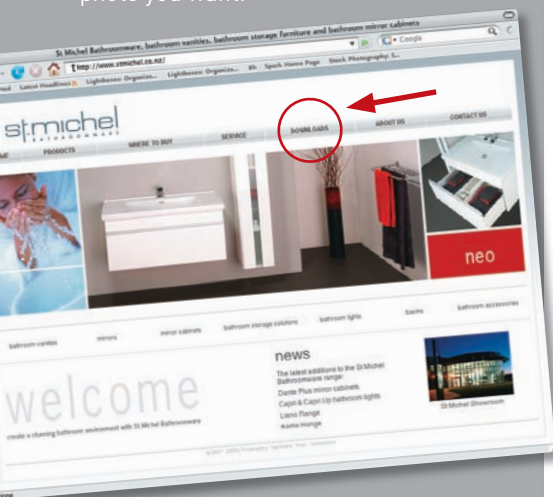 photo you want.
St Michel Bathroomware, bathroom vanities, bathroom storage furniture and bathroom mirror cabinets
http://www.stmichel.co.nz/
Google
Latest Headlines Lightboxes: Organize... Lightboxes: Organize... Spark Home Page Stock Photography: S...
st.michel
BATHROOMWARE
PRODUCTS WHERE TO BUY SERVICE DOWNLOADS ABOUT US CONTACT US
neo
bathroom vanities mirrors mirror cabinets bathroom storage solutions bathroom lights basins bathroom accessories
welcome
create a stunning bathroom environment with St Michel Bathroomware
news
The latest additions to the St Michel
Bathroomware range:
Dante Plus mirror cabinets
Capri & Capri Up bathroom lights
Liano Range
Kama Range
St Michel Showroom